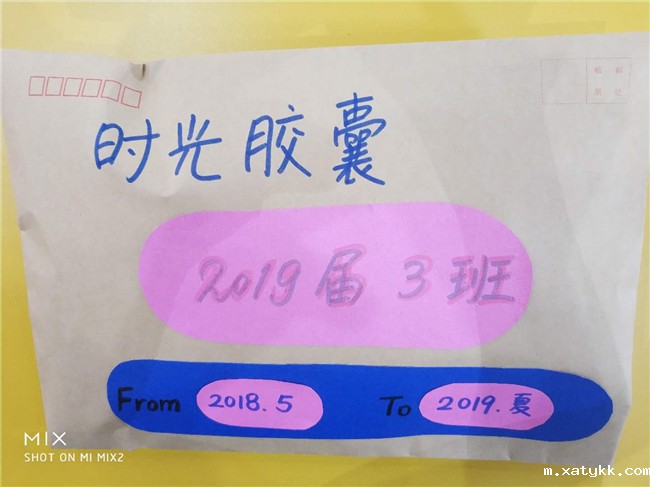 时光胶囊
2019届 3班
From 2018.5 To 2019.夏
MIX
SHOT ON MI MIX2
m.xatykk.com